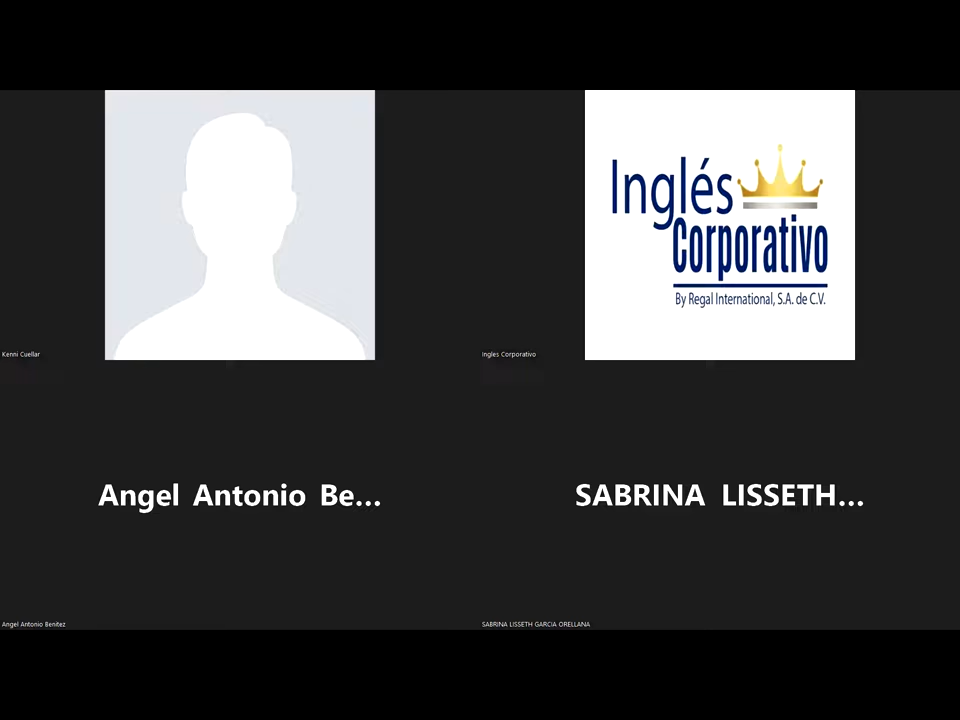 Inglés
Corporativo
By Regal International, S.A. de C.V.
Kenni Cuellar
Ingles Corporativo
Angel Antonio Be...
SABRINA LISSETH...
Angel Antonio Benitez
SABRINA LISSETH GARCIA ORELLANA